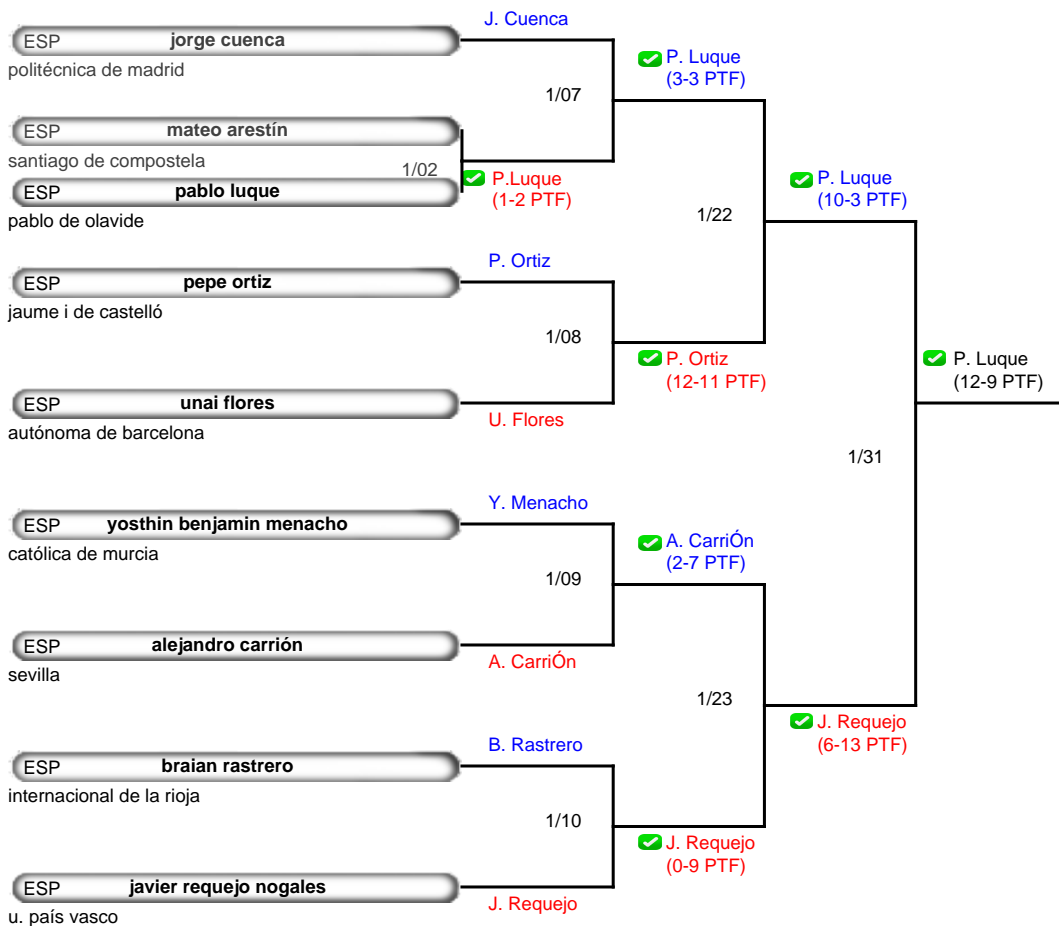 J. Cuenca
ESP jorge cuenca
politécnica de madrid
P. Luque
(3-3 PTF)
1/07
ESP mateo arestín
santiago de compostela
1/02
P.Luque
(1-2 PTF)
ESP pablo luque
pablo de olavide
P. Luque
(10-3 PTF)
1/22
P. Ortiz
ESP pepe ortiz
jaume i de castelló
1/08
P. Ortiz
(12-11 PTF)
P. Luque
(12-9 PTF)
ESP unai flores
autónoma de barcelona
U. Flores
1/31
Y. Menacho
ESP yosthin benjamin menacho
católica de murcia
A. CarriÓn
(2-7 PTF)
1/09
ESP alejandro carrión
sevilla
A. CarriÓn
1/23
J. Requejo
(6-13 PTF)
B. Rastrero
ESP braian rastrero
internacional de la rioja
1/10
J. Requejo
(0-9 PTF)
ESP javier requejo nogales
u. país vasco
J. Requejo